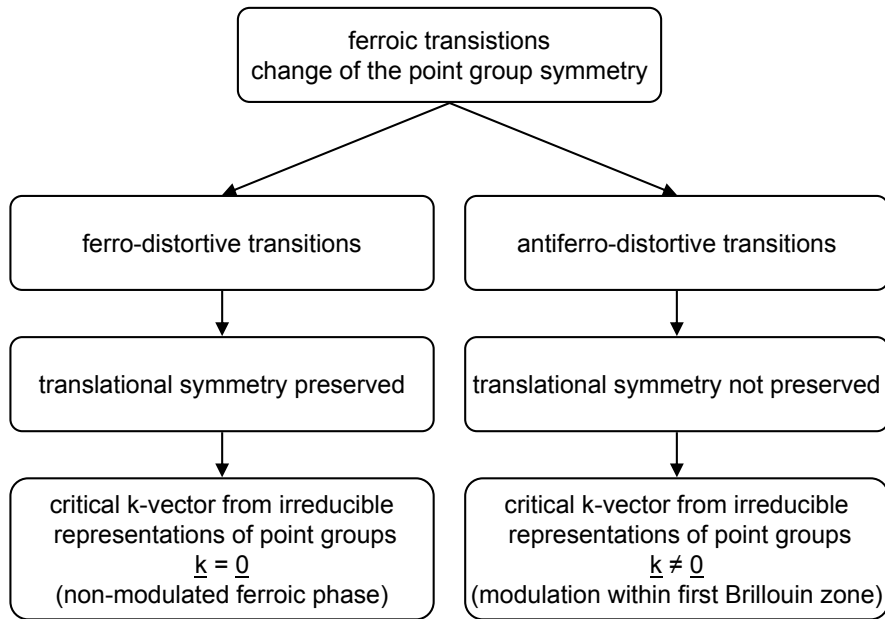 ferroic transistions
change of the point group symmetry
ferro-distortive transitions
antiferro-distortive transitions
translational symmetry preserved
translational symmetry not preserved
critical k-vector from irreducible
representations of point groups
k = 0
(non-modulated ferroic phase)
critical k-vector from irreducible
representations of point groups
k ≠ 0
(modulation within first Brillouin zone)